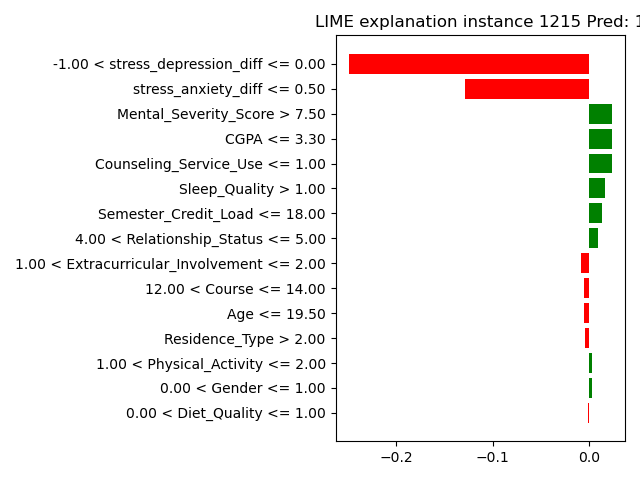 LIME explanation instance 1215 Pred: 1
-1.00 < stress_depression_diff <= 0.00
stress_anxiety_diff <= 0.50
Mental_Severity_Score > 7.50
CGPA <= 3.30
Counseling_Service_Use <= 1.00
Sleep_Quality > 1.00
Semester_Credit_Load <= 18.00
4.00 < Relationship_Status <= 5.00
1.00 < Extracurricular_Involvement <= 2.00
12.00 < Course <= 14.00
Age <= 19.50
Residence_Type > 2.00
1.00 < Physical_Activity <= 2.00
0.00 < Gender <= 1.00
0.00 < Diet_Quality <= 1.00
−0.2 −0.1 0.0